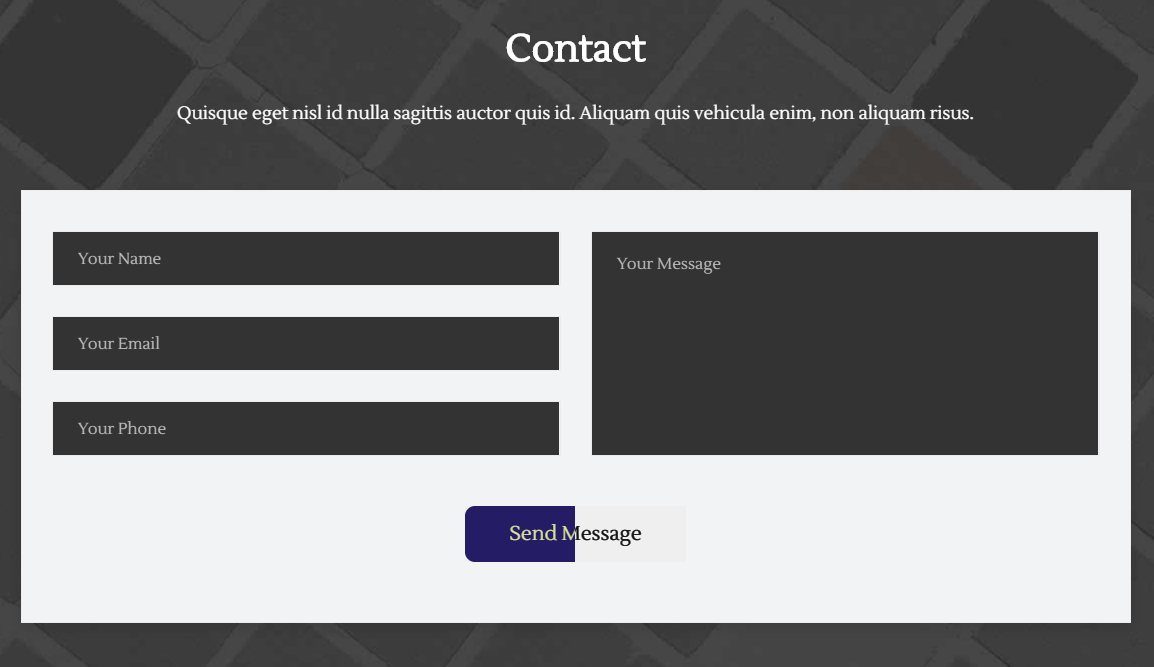 Contact
Quisque eget nisl id nulla sagittis auctor quis id. Aliquam quis vehicula enim, non aliquam risus.
Your Name
Your Email
Your Phone
Your Message
Send Message